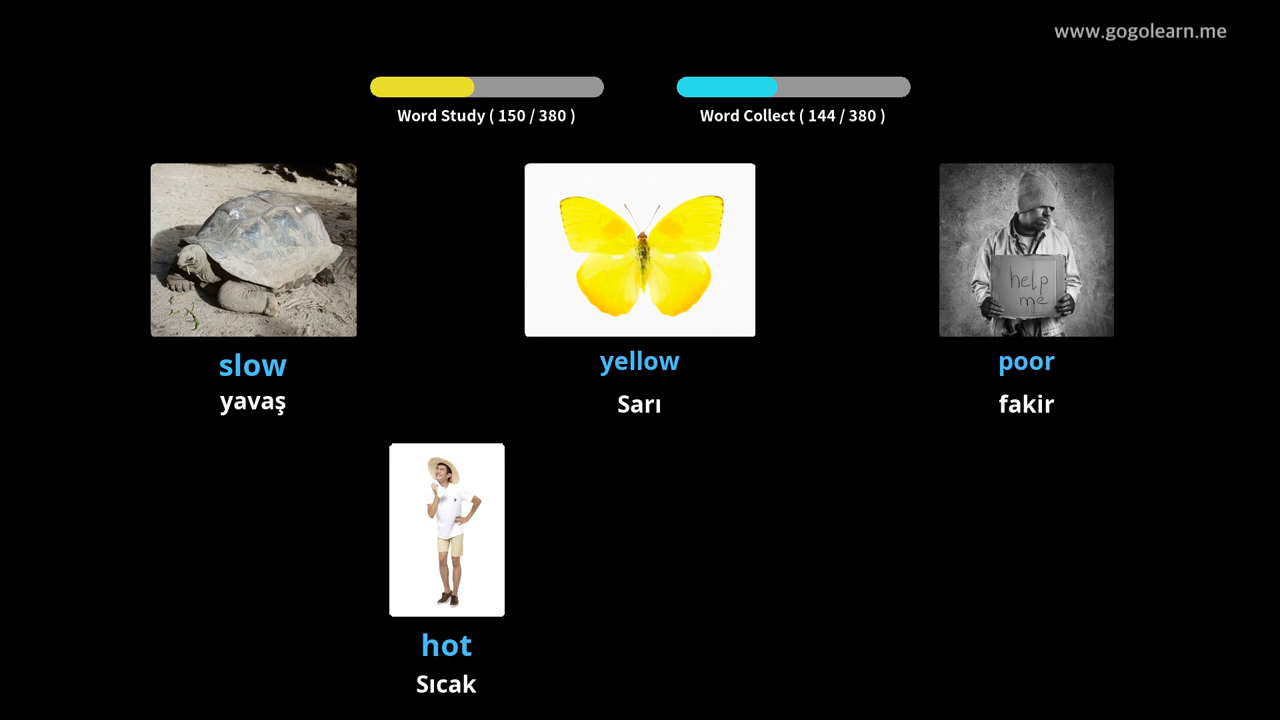 www.gogolearn.me
Word Study ( 150 / 380 )
Word Collect ( 144 / 380 )
help
me
slow
yavaş
yellow
Sarı
poor
fakir
hot
Sıcak